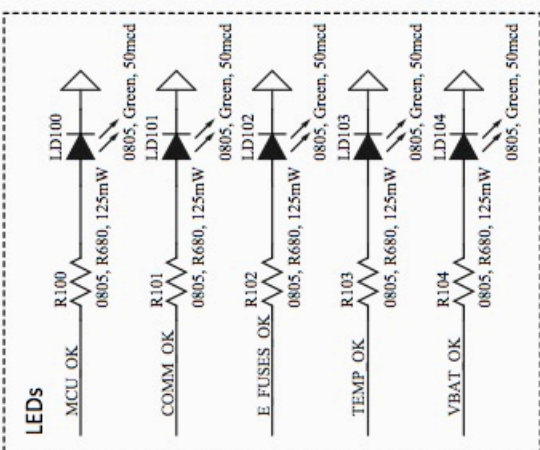 LEDs
MCU_OK
R100
0805, R680, 125mW
LD100
0805, Green, 50mcd
COMM_OK
R101
0805, R680, 125mW
LD101
0805, Green, 50mcd
E_FUSES_OK
R102
0805, R680, 125mW
LD102
0805, Green, 50mcd
TEMP_OK
R103
0805, R680, 125mW
LD103
0805, Green, 50mcd
VBAT_OK
R104
0805, R680, 125mW
LD104
0805, Green, 50mcd